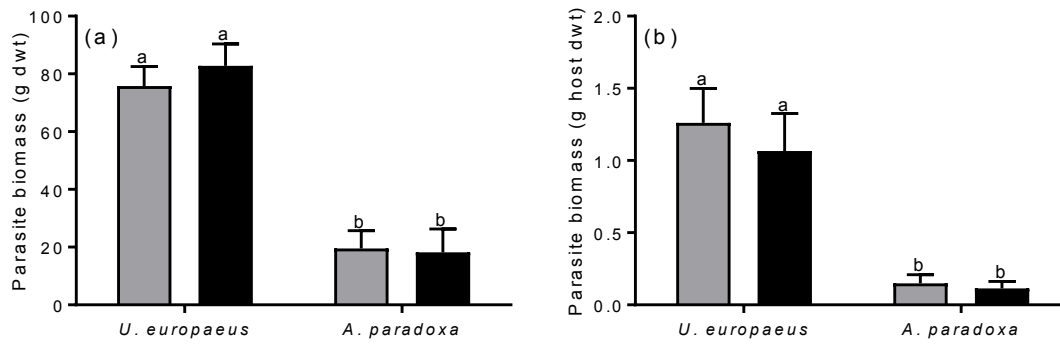 (a)
Parasite biomass (g dwt)
100
80
60
40
20
0
a
a
b
b
U. europaeus
A. paradoxa
(b)
Parasite biomass (g host dwt)
2.0
1.5
1.0
0.5
0.0
a
a
b
b
U. europaeus
A. paradoxa